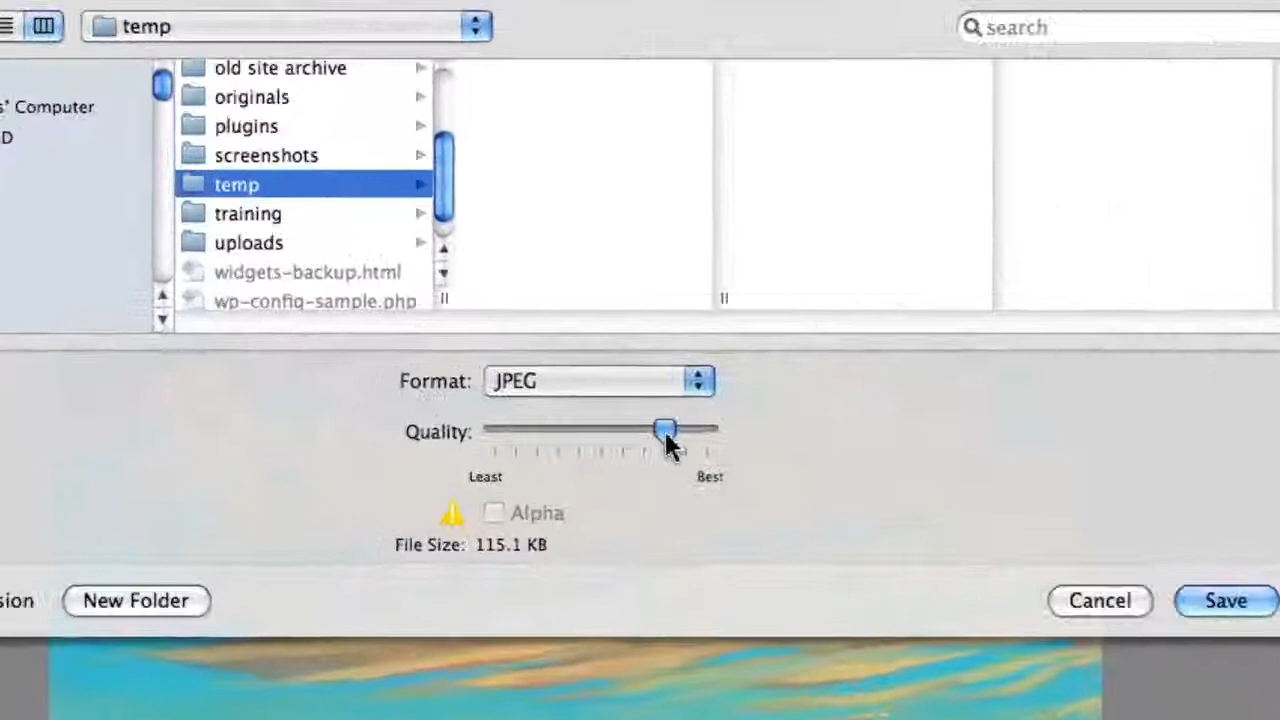 temp
search
s' Computer
D
old site archive
originals
plugins
screenshots
temp
training
uploads
widgets-backup.html
wp-config-sample.php
Format: JPEG
Quality:
Least Best
Alpha
File Size: 115.1 KB
sion New Folder Cancel Save